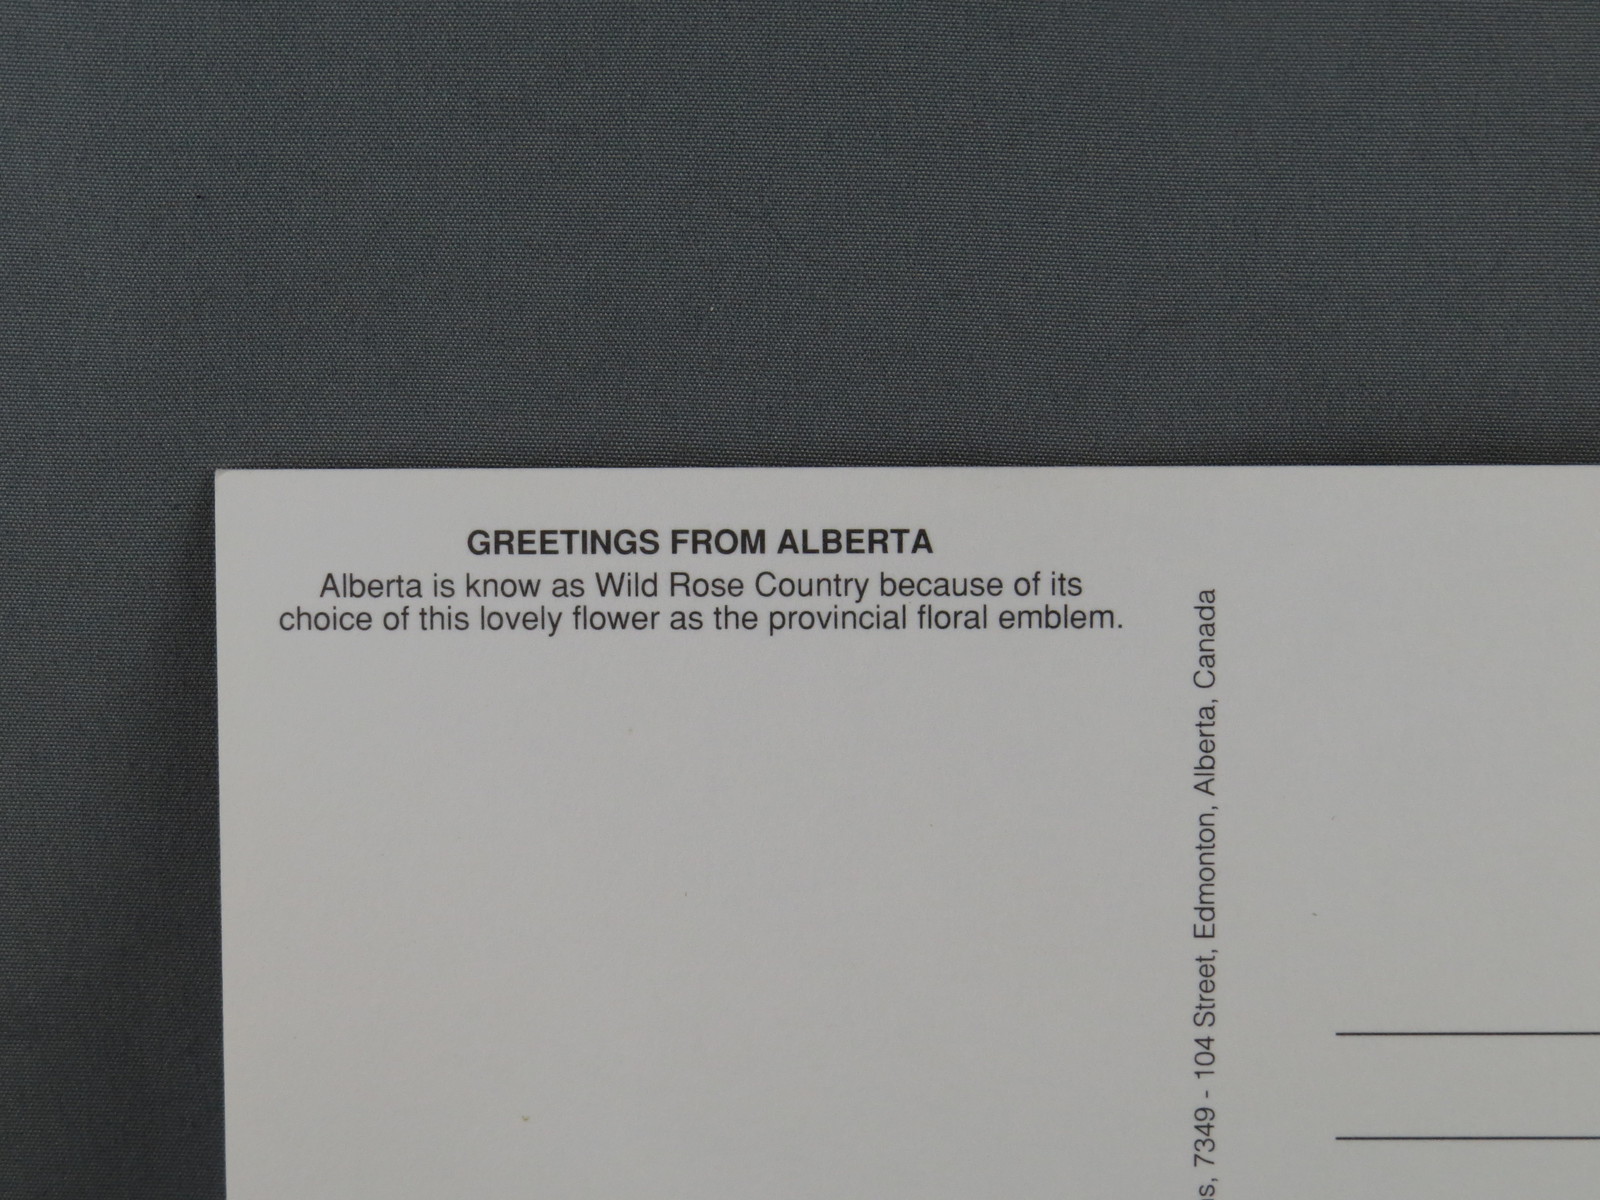 GREETINGS FROM ALBERTA
Alberta is know as Wild Rose Country because of its
choice of this lovely flower as the provincial floral emblem.
7349 - 104 Street, Edmonton, Alberta, Canada